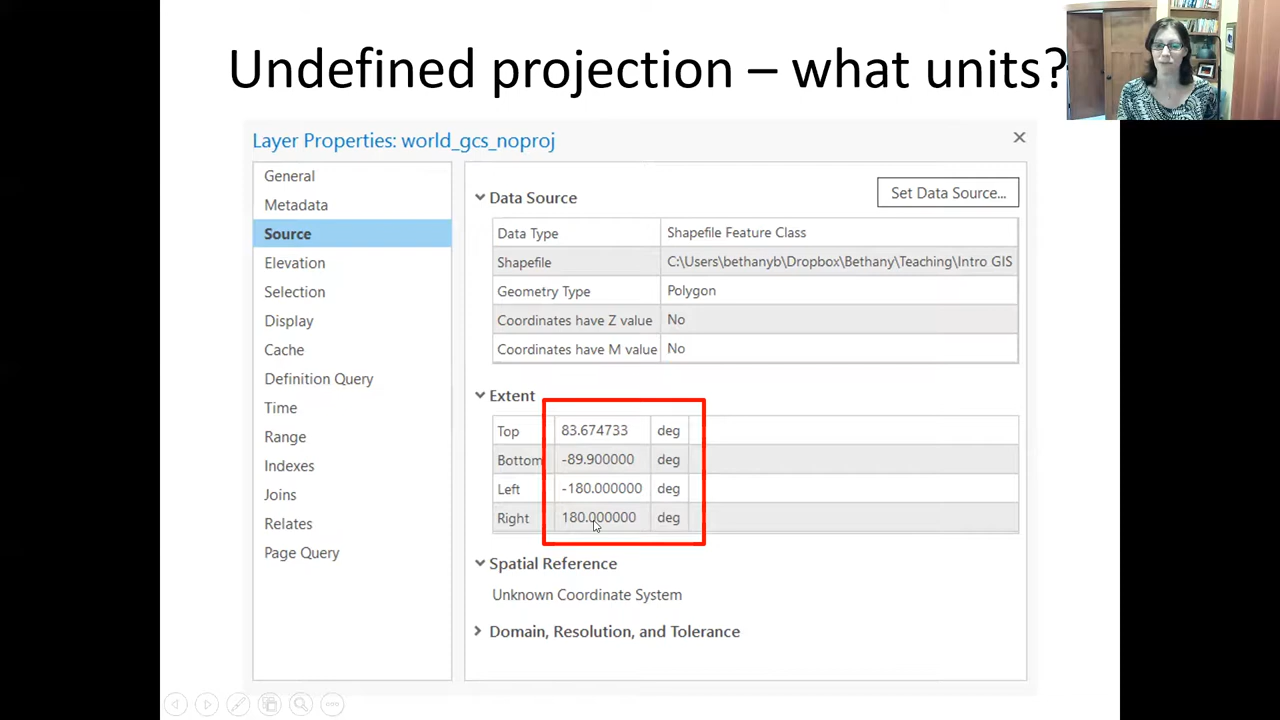 Undefined projection – what units?
Layer Properties: world_gcs_noproj
General
Metadata
Source
Elevation
Selection
Display
Cache
Definition Query
Time
Range
Indexes
Joins
Relates
Page Query
Data Source
Set Data Source...
Data Type Shapefile Feature Class
Shapefile C:\Users\bethanyb\Dropbox\Bethany\Teaching\Intro GIS
Geometry Type Polygon
Coordinates have Z value No
Coordinates have M value No
Extent
Top 83.674733 deg
Bottom -89.900000 deg
Left -180.000000 deg
Right 180.000000 deg
Spatial Reference
Unknown Coordinate System
Domain, Resolution, and Tolerance